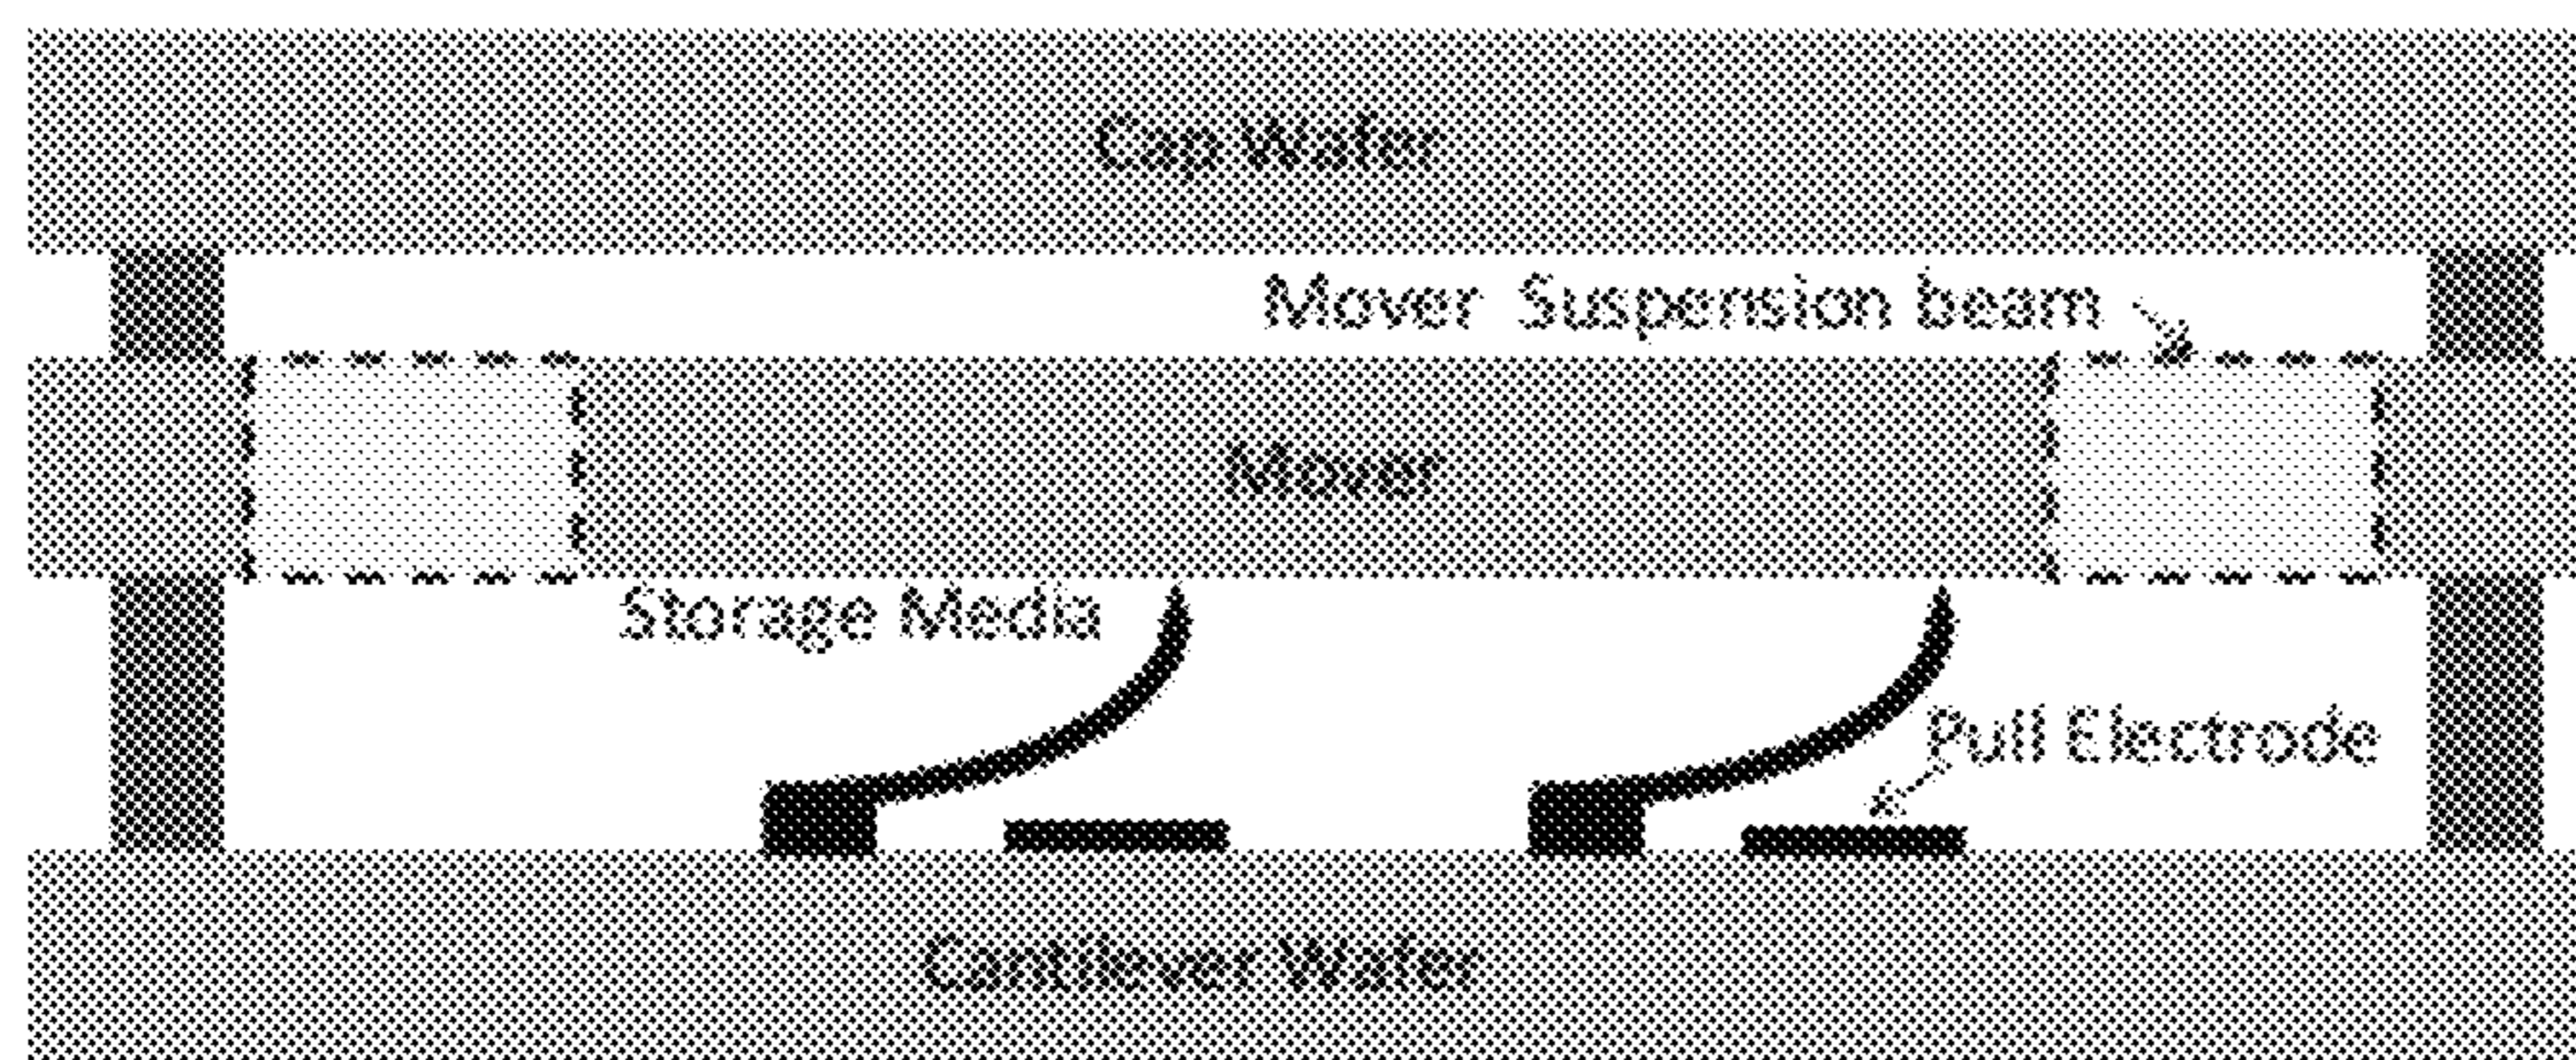 Cap Wafer
Mover Suspension beam
Mover
Storage Media
Pull Electrode
Cantilever Wafer